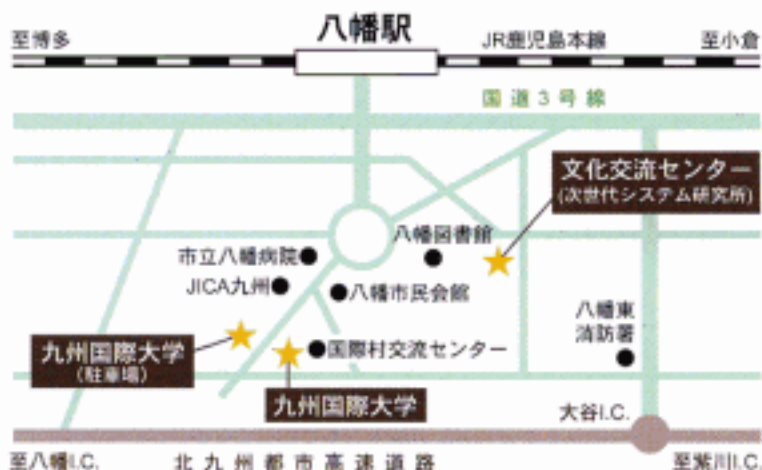 八幡駅
至博多
JR鹿児島本線
至小倉
国道3号線
文化交流センター
(次世代システム研究所)
八幡図書館
市立八幡病院
JICA九州
八幡市民会館
八幡東
消防署
九州国際大学
(駐車場)
国際村交流センター
九州国際大学
大谷I.C.
至八幡I.C.
北九州都市高速道路
至紫川I.C.